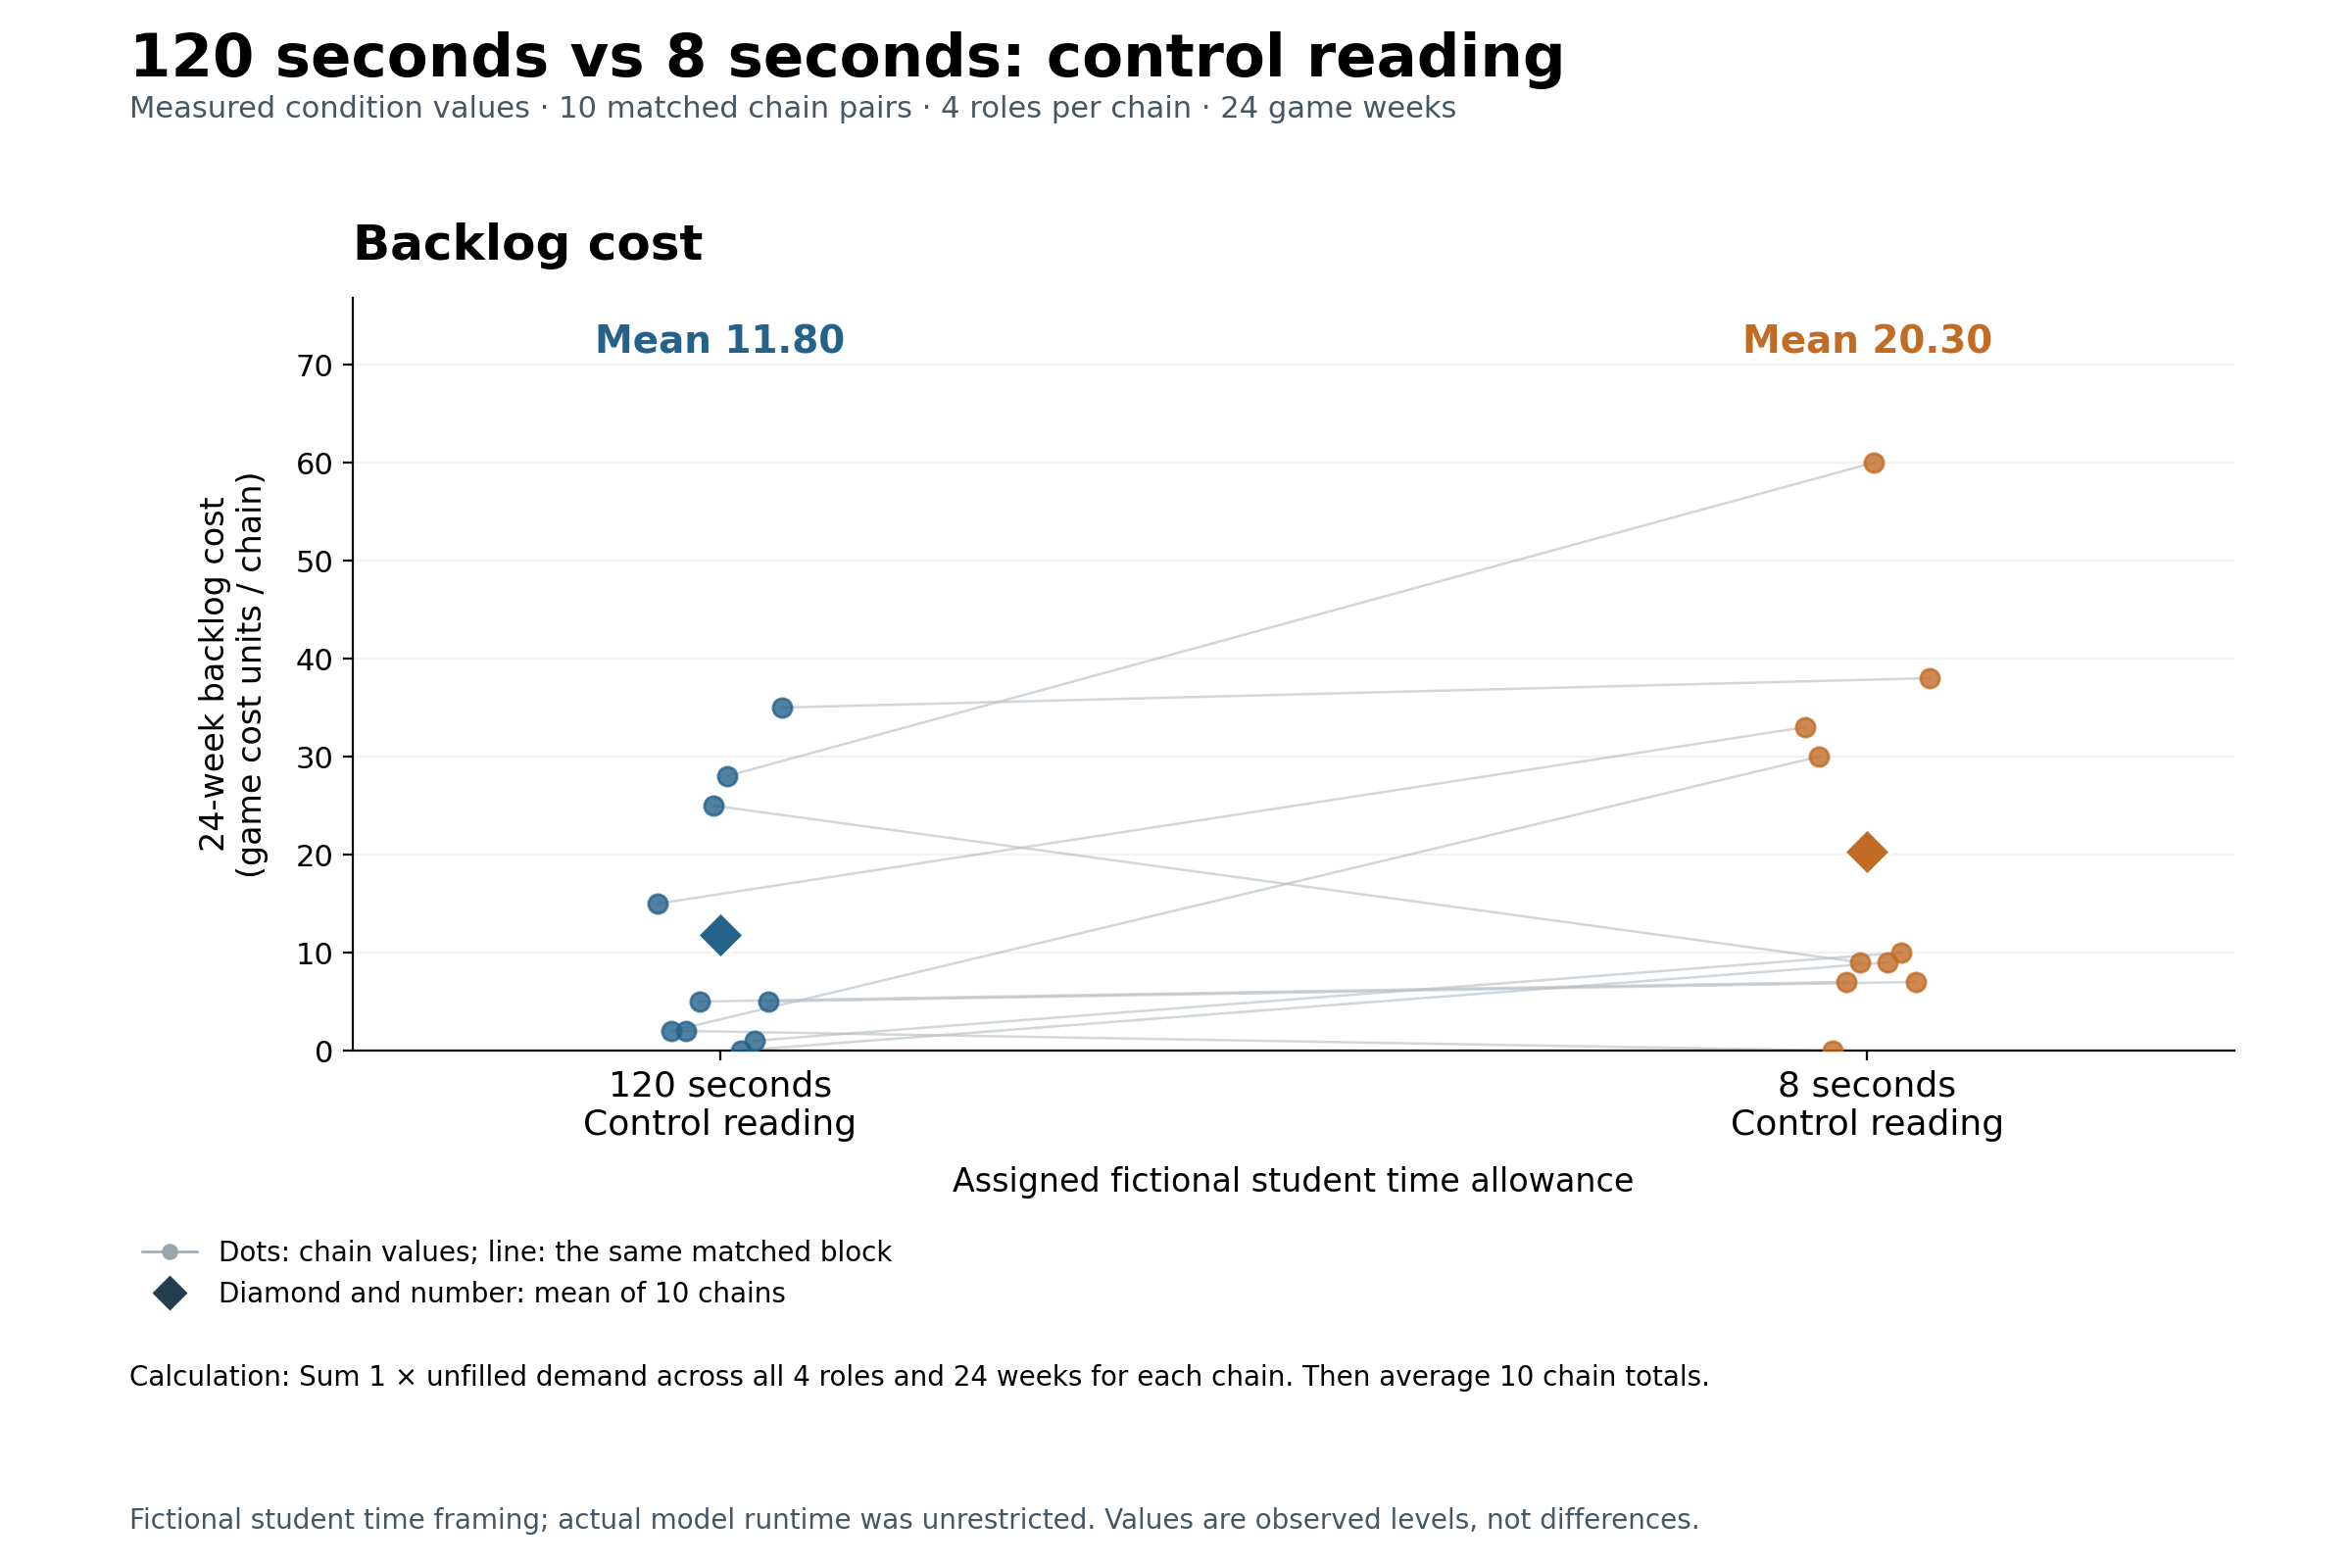 120 seconds vs 8 seconds: control reading
Measured condition values · 10 matched chain pairs · 4 roles per chain · 24 game weeks
Backlog cost
Mean 11.80
Mean 20.30
24-week backlog cost
(game cost units / chain)
70
60
50
40
30
20
10
0
120 seconds
Control reading
8 seconds
Control reading
Assigned fictional student time allowance
Dots: chain values; line: the same matched block
Diamond and number: mean of 10 chains
Calculation: Sum 1 × unfilled demand across all 4 roles and 24 weeks for each chain. Then average 10 chain totals.
Fictional student time framing; actual model runtime was unrestricted. Values are observed levels, not differences.